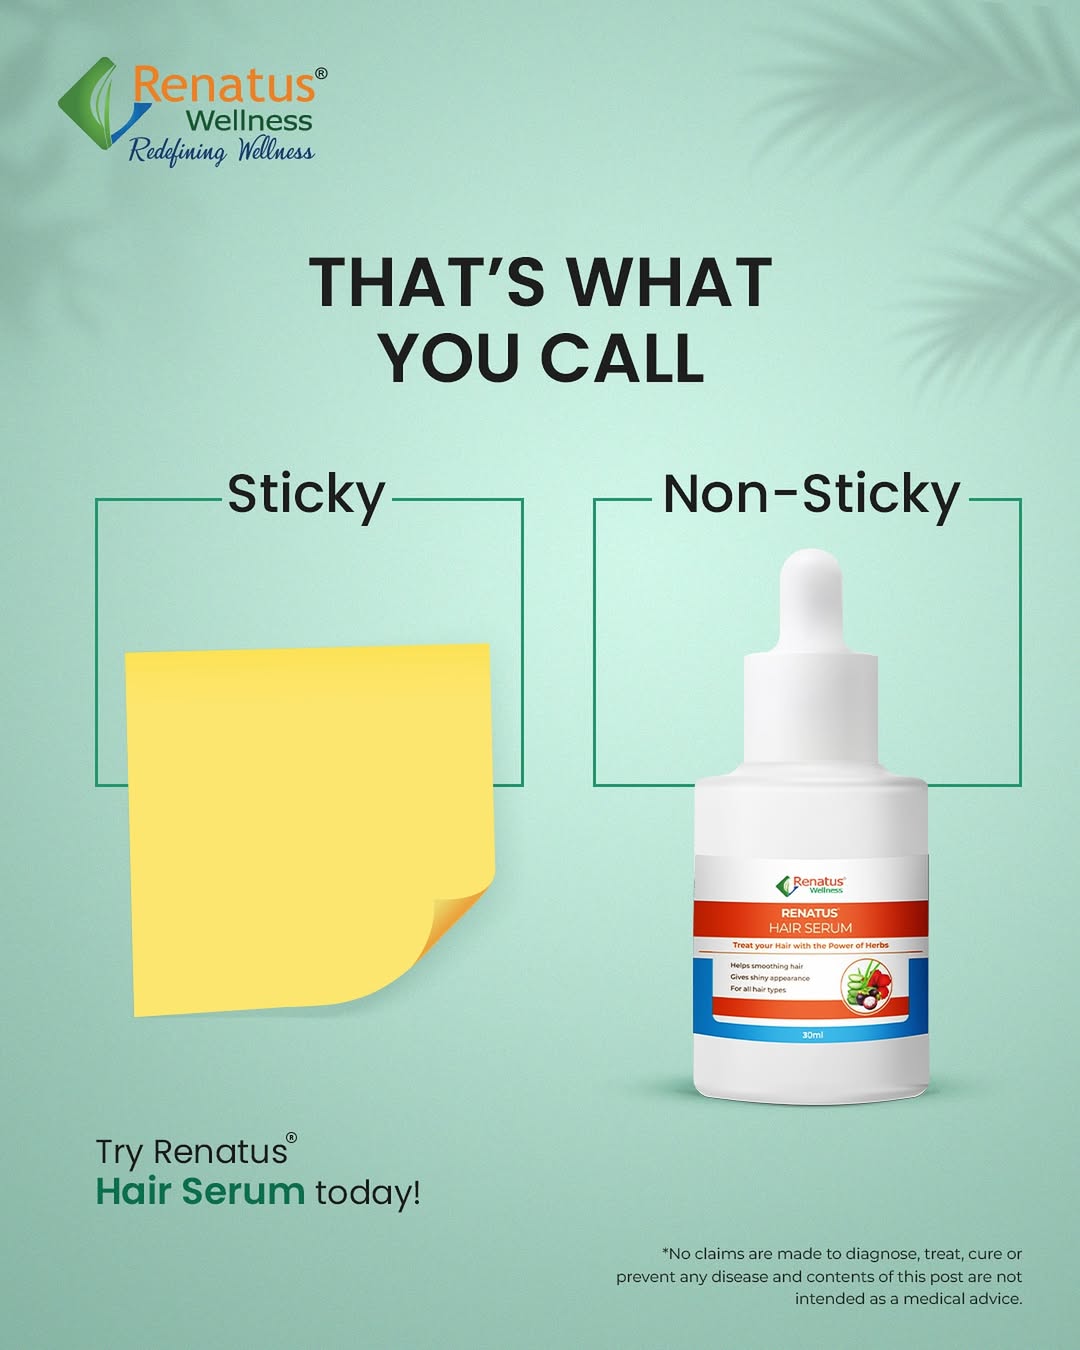 Renatus®
Wellness
Redefining Wellness
THAT'S WHAT
YOU CALL
Sticky
Non-Sticky
Renatus®
Wellness
RENATUS®
HAIR SERUM
Treat your Hair with the Power of Herbs
Helps smoothing hair
Gives shiny appearance
For all hair types
30ml
Try Renatus®
Hair Serum today!
*No claims are made to diagnose, treat, cure or
prevent any disease and contents of this post are not
intended as a medical advice.